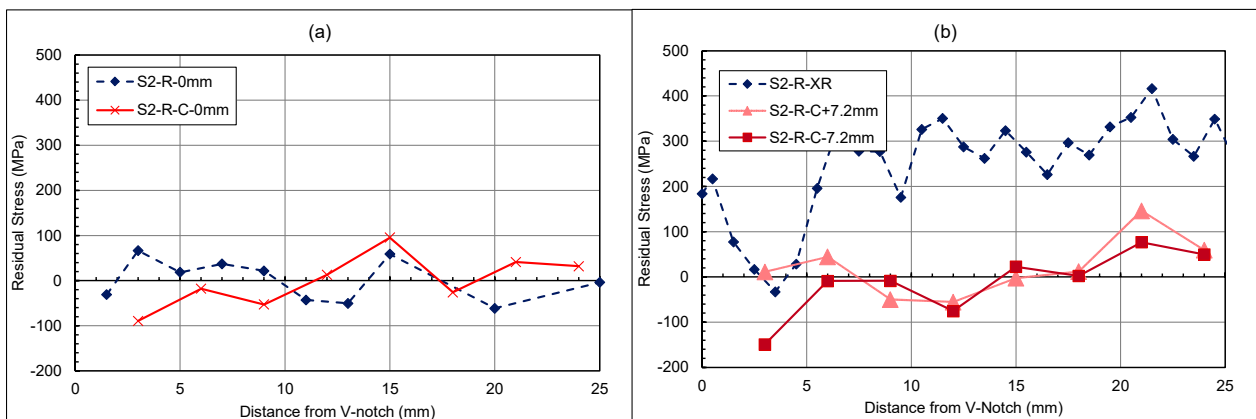 (a)
500
400
300
200
100
0
-100
-200
0 5 10 15 20 25
Residual Stress (MPa)
Distance from V-notch (mm)
S2-R-0mm
S2-R-C-0mm
(b)
500
400
300
200
100
0
-100
-200
0 5 10 15 20 25
Residual Stress (MPa)
Distance from V-Notch (mm)
S2-R-XR
S2-R-C+7.2mm
S2-R-C-7.2mm